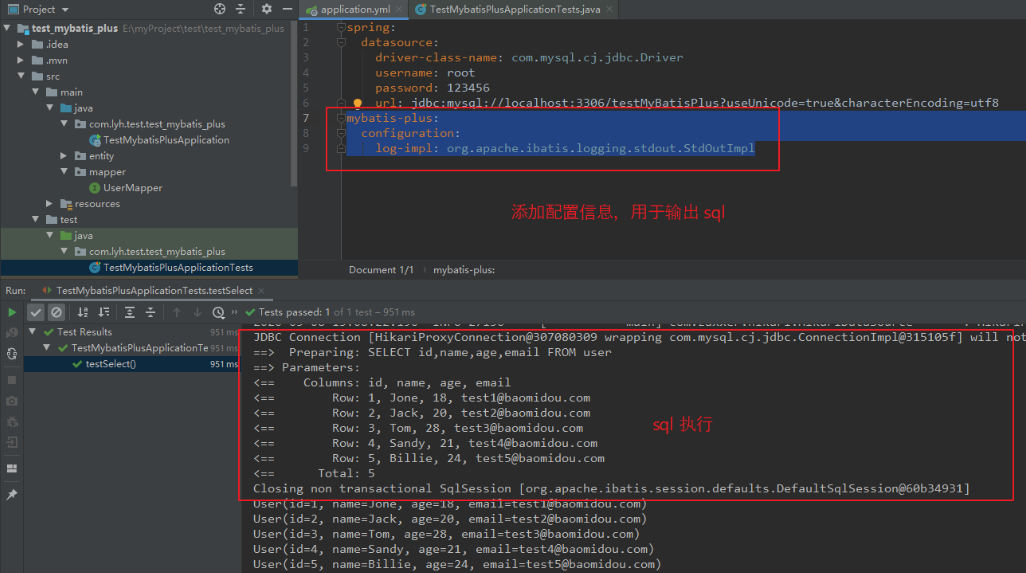 Project
application.yml
TestMybatisPlusApplicationTests.java
test_mybatis_plus E:\myProject\test\test_mybatis_plus
.idea
.mvn
src
main
java
com.lyh.test.test_mybatis_plus
TestMybatisPlusApplication
entity
mapper
UserMapper
resources
test
java
com.lyh.test.test_mybatis_plus
TestMybatisPlusApplicationTests
1 spring:
2 datasource:
3 driver-class-name: com.mysql.cj.jdbc.Driver
4 username: root
5 password: 123456
6 url: jdbc:mysql://localhost:3306/testMyBatisPlus?useUnicode=true&characterEncoding=utf8
7 mybatis-plus:
8 configuration:
9 log-impl: org.apache.ibatis.logging.stdout.StdOutImpl
添加配置信息，用于输出 sql
Document 1/1 › mybatis-plus:
Run: TestMybatisPlusApplicationTests.testSelect
Tests passed: 1 of 1 test – 951 ms
Test Results 951 ms
TestMybatisPlusApplicationTe 951 ms
testSelect() 951 ms
JDBC Connection [HikariProxyConnection@307080309 wrapping com.mysql.cj.jdbc.ConnectionImpl@315105f] will not
==> Preparing: SELECT id,name,age,email FROM user
==> Parameters:
<== Columns: id, name, age, email
<== Row: 1, Jone, 18, test1@baomidou.com
<== Row: 2, Jack, 20, test2@baomidou.com
<== Row: 3, Tom, 28, test3@baomidou.com
<== Row: 4, Sandy, 21, test4@baomidou.com
<== Row: 5, Billie, 24, test5@baomidou.com
<== Total: 5
sql 执行
Closing non transactional SqlSession [org.apache.ibatis.session.defaults.DefaultSqlSession@60b34931]
User(id=1, name=Jone, age=18, email=test1@baomidou.com)
User(id=2, name=Jack, age=20, email=test2@baomidou.com)
User(id=3, name=Tom, age=28, email=test3@baomidou.com)
User(id=4, name=Sandy, age=21, email=test4@baomidou.com)
User(id=5, name=Billie, age=24, email=test5@baomidou.com)